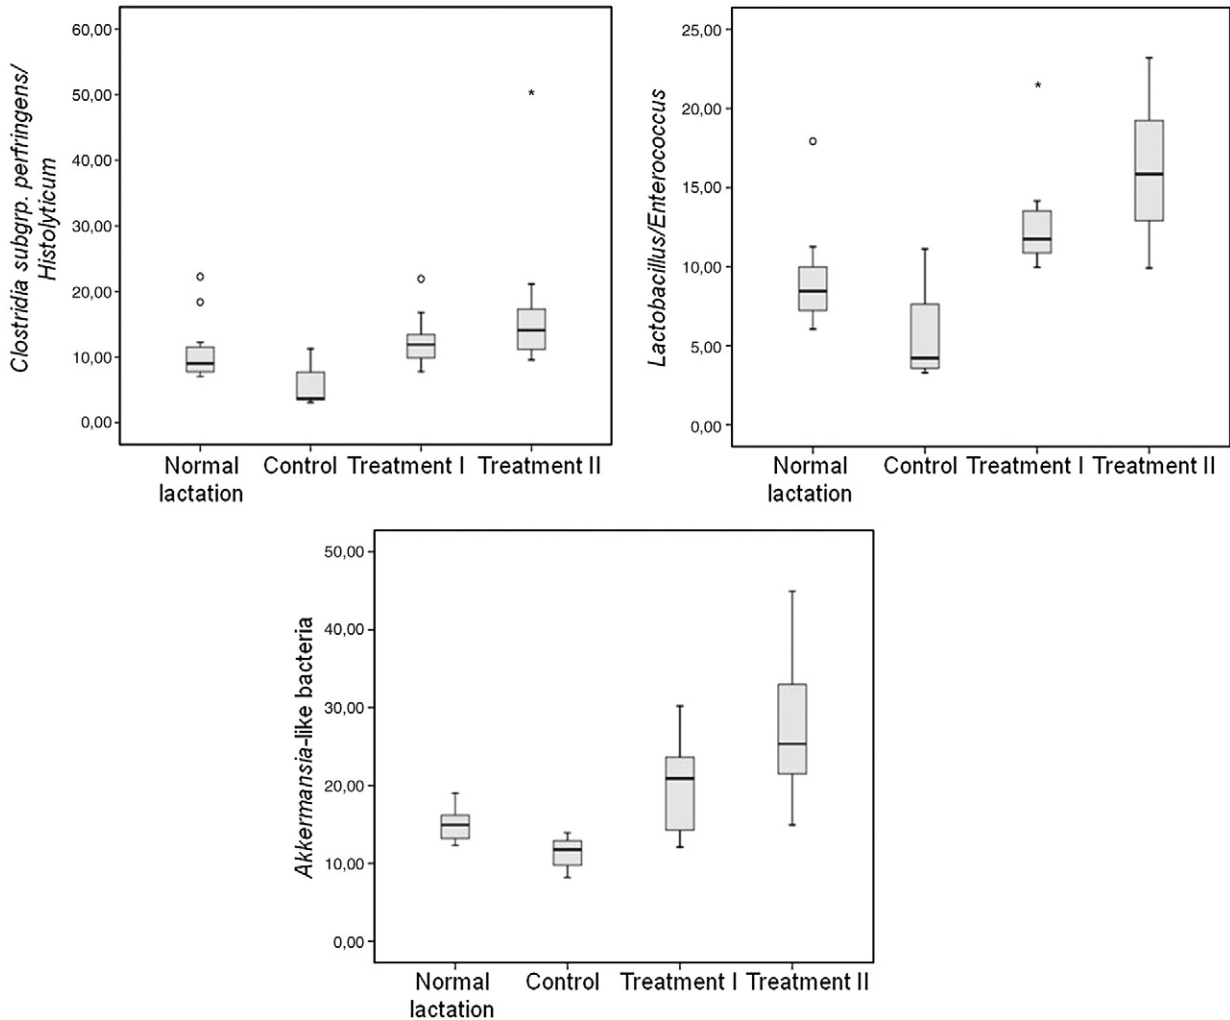 Clostridia subgrp. perfringens/
Histolyticum
60,00
50,00
40,00
30,00
20,00
10,00
0,00
Normal
lactation
Control
Treatment I
Treatment II
Lactobacillus/Enterococcus
25,00
20,00
15,00
10,00
5,00
0,00
Normal
lactation
Control
Treatment I
Treatment II
Akkermansia-like bacteria
50,00
40,00
30,00
20,00
10,00
0,00
Normal
lactation
Control
Treatment I
Treatment II